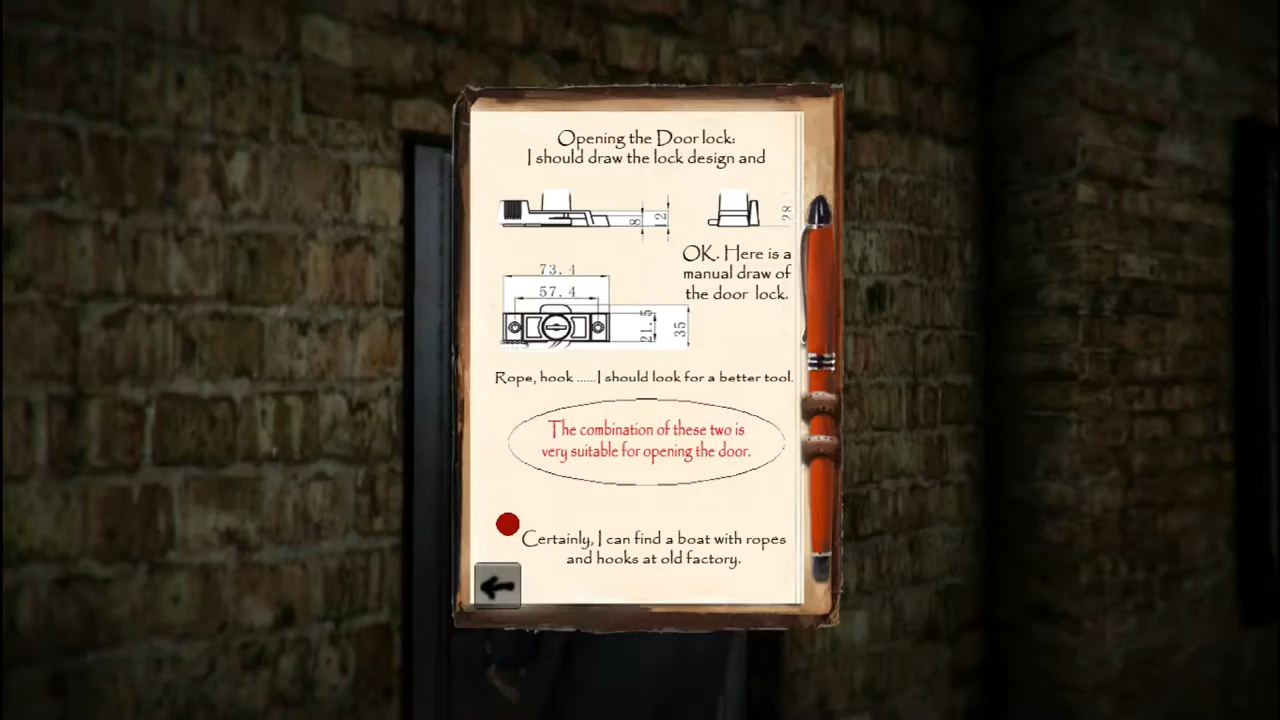 Opening the Door lock:
I should draw the lock design and
8
12
28
OK. Here is a
manual draw of
the door lock.
73.4
57.4
21.5
35
Rope, hook ......I should look for a better tool.
The combination of these two is
very suitable for opening the door.
Certainly, I can find a boat with ropes
and hooks at old factory.